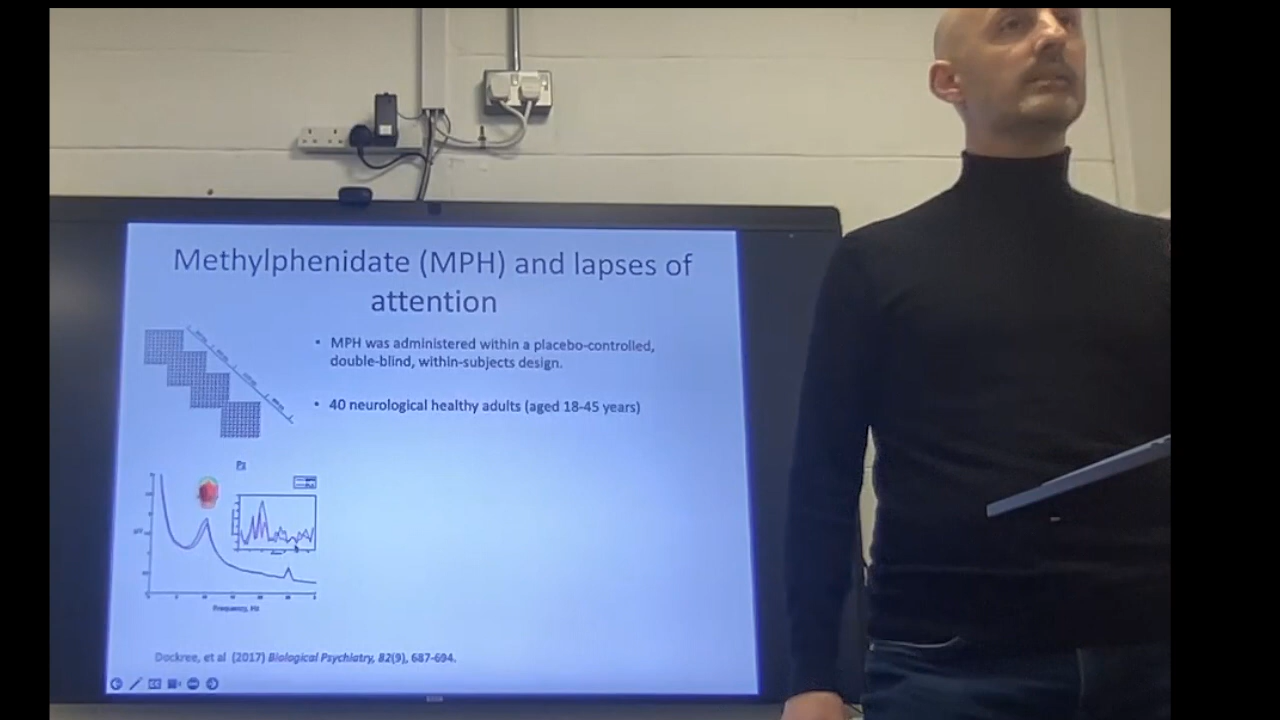 Methylphenidate (MPH) and lapses of
attention
• MPH was administered within a placebo-controlled,
double-blind, within-subjects design.
• 40 neurological healthy adults (aged 18-45 years)
Pz
Frequency, Hz
Dockree, et al (2017) Biological Psychiatry, 82(9), 687-694.